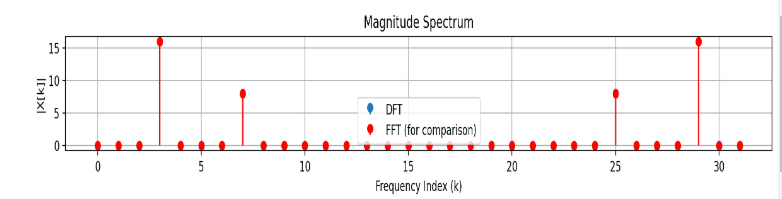 Magnitude Spectrum
|X[k]|
15
10
5
0
DFT
FFT (for comparison)
0 5 10 15 20 25 30
Frequency Index (k)